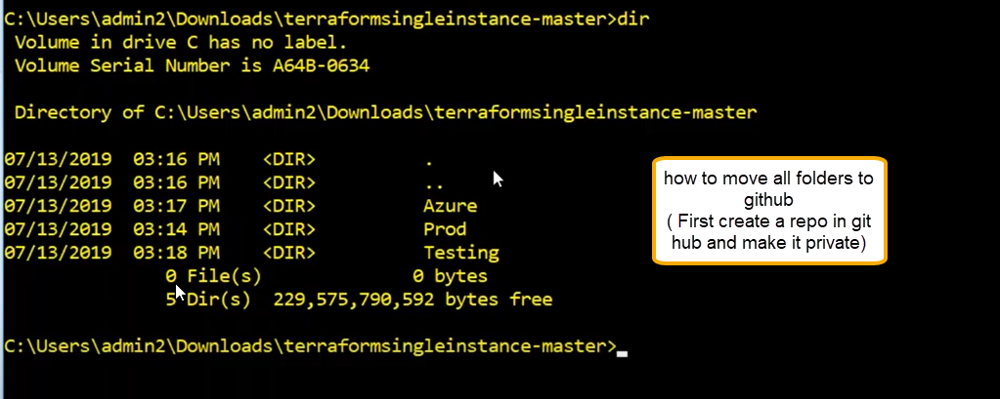 C:\Users\admin2\Downloads\terraformsingleinstance-master>dir
Volume in drive C has no label.
Volume Serial Number is A64B-0634
Directory of C:\Users\admin2\Downloads\terraformsingleinstance-master
07/13/2019  03:16 PM    <DIR>          .
07/13/2019  03:16 PM    <DIR>          ..
07/13/2019  03:17 PM    <DIR>          Azure
07/13/2019  03:14 PM    <DIR>          Prod
07/13/2019  03:18 PM    <DIR>          Testing
0 File(s)              0 bytes
5 Dir(s)  229,575,790,592 bytes free
C:\Users\admin2\Downloads\terraformsingleinstance-master>_
how to move all folders to
github
( First create a repo in git
hub and make it private)